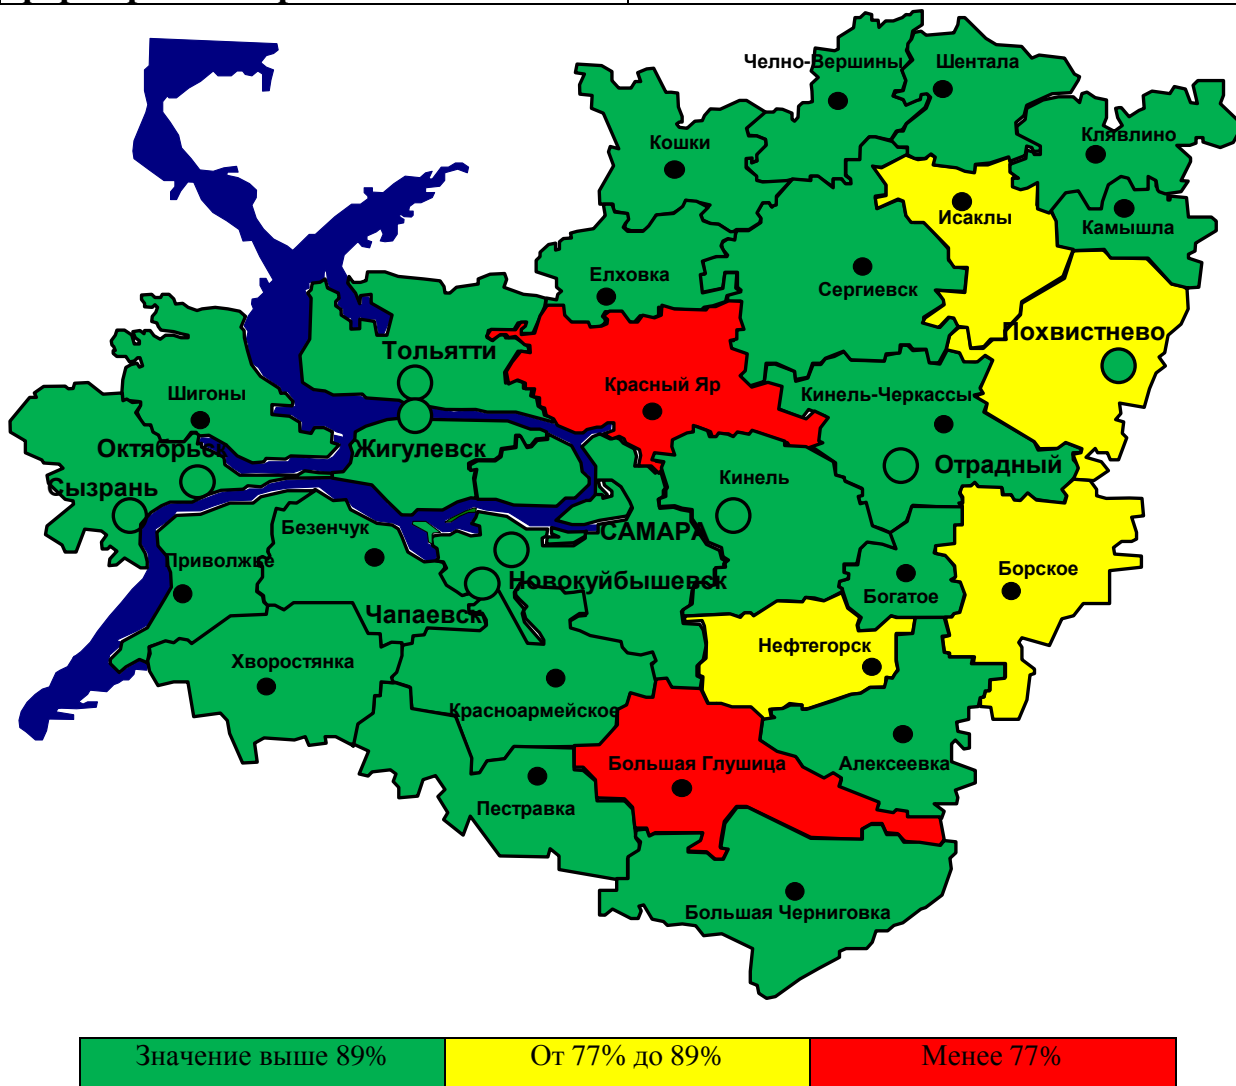 Челно-Вершины
Шентала
Кошки
Клявлино
Исаклы
Камышла
Елховка
Сергиевск
Похвистнево
Тольятти
Шигоны
Красный Яр
Кинель-Черкассы
Октябрьск
Жигулевск
Отрадный
Сызрань
Кинель
Безенчук
САМАРА
Приволжье
Новокуйбышевск
Борское
Богатое
Чапаевск
Нефтегорск
Хворостянка
Красноармейское
Большая Глушица
Алексеевка
Пестравка
Большая Черниговка
Значение выше 89%
От 77% до 89%
Менее 77%